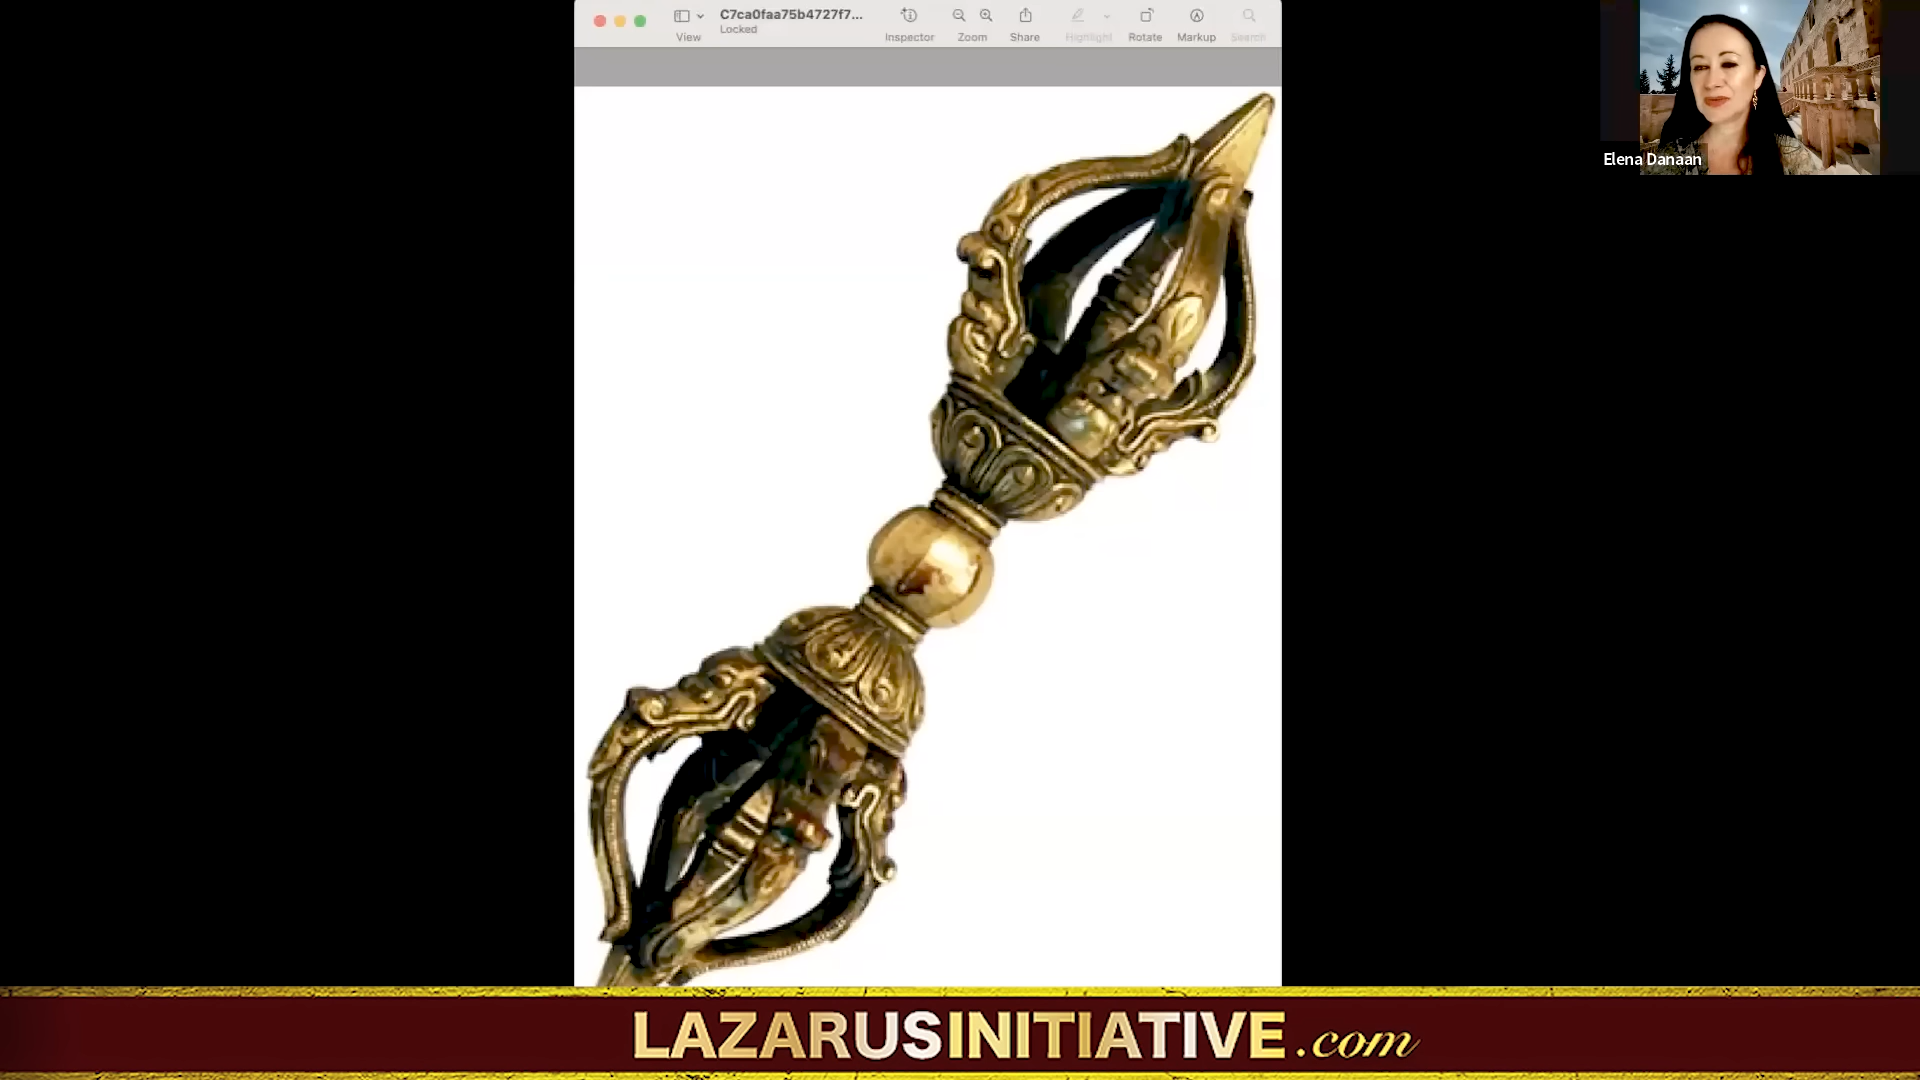 C7ca0faa75b4727f7...
Locked
View
Inspector
Zoom
Share
Highlight
Rotate
Markup
Search
Elena Danaan
LAZARUSINITIATIVE.com